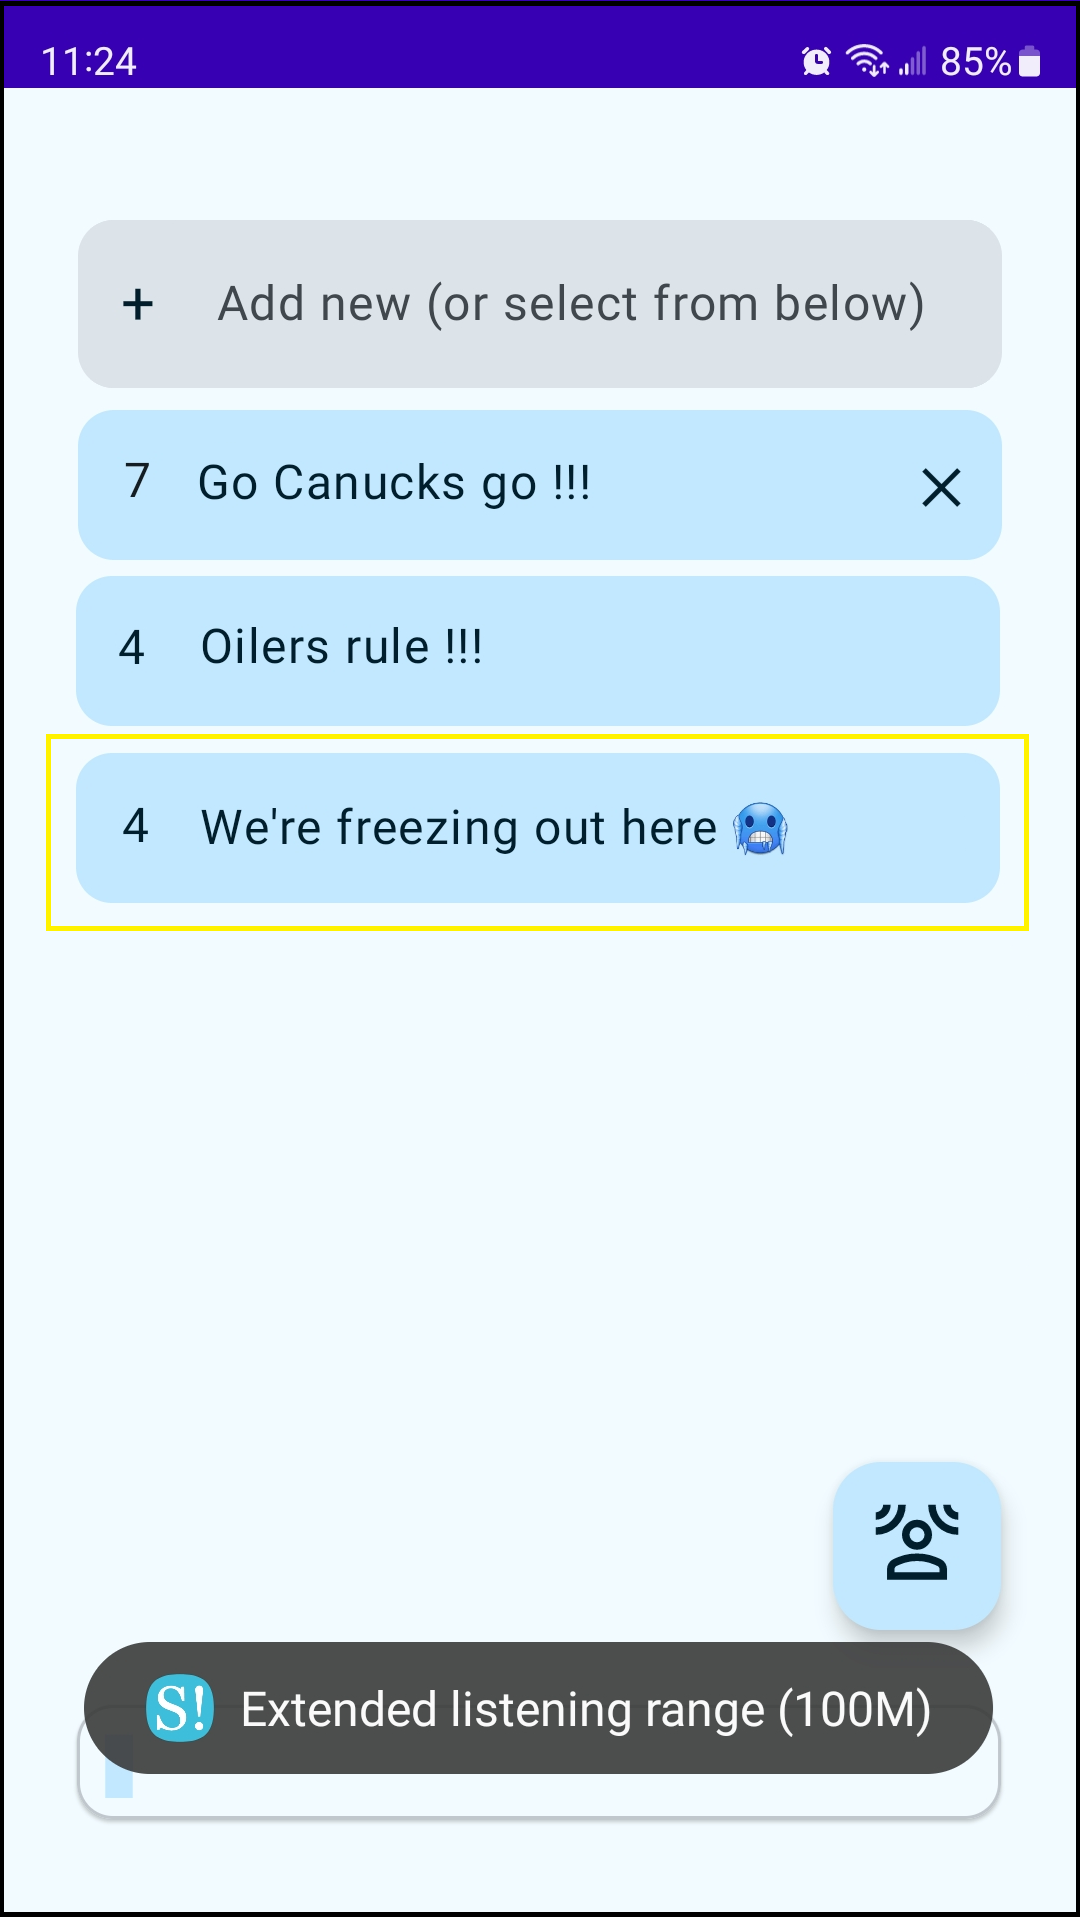 11:24 85%
+ Add new (or select from below)
7 Go Canucks go !!!
4 Oilers rule !!!
4 We're freezing out here 🥶
S! Extended listening range (100M)